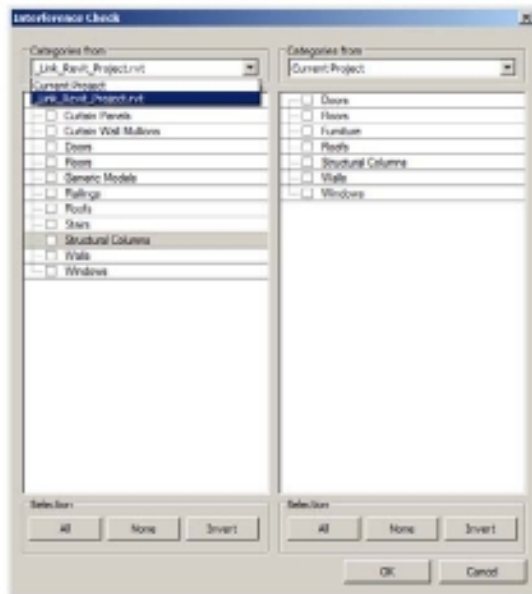 Interference Check
Categories from
_Link_Revit_Project.rvt
Current Project
_Link_Revit_Project.rvt
Curtain Panels
Curtain Wall Mullions
Doors
Floors
Generic Models
Railings
Roofs
Stairs
Structural Columns
Walls
Windows
Selection
All None Invert
Categories from
Current Project
Doors
Floors
Furniture
Roofs
Structural Columns
Walls
Windows
Selection
All None Invert
OK Cancel